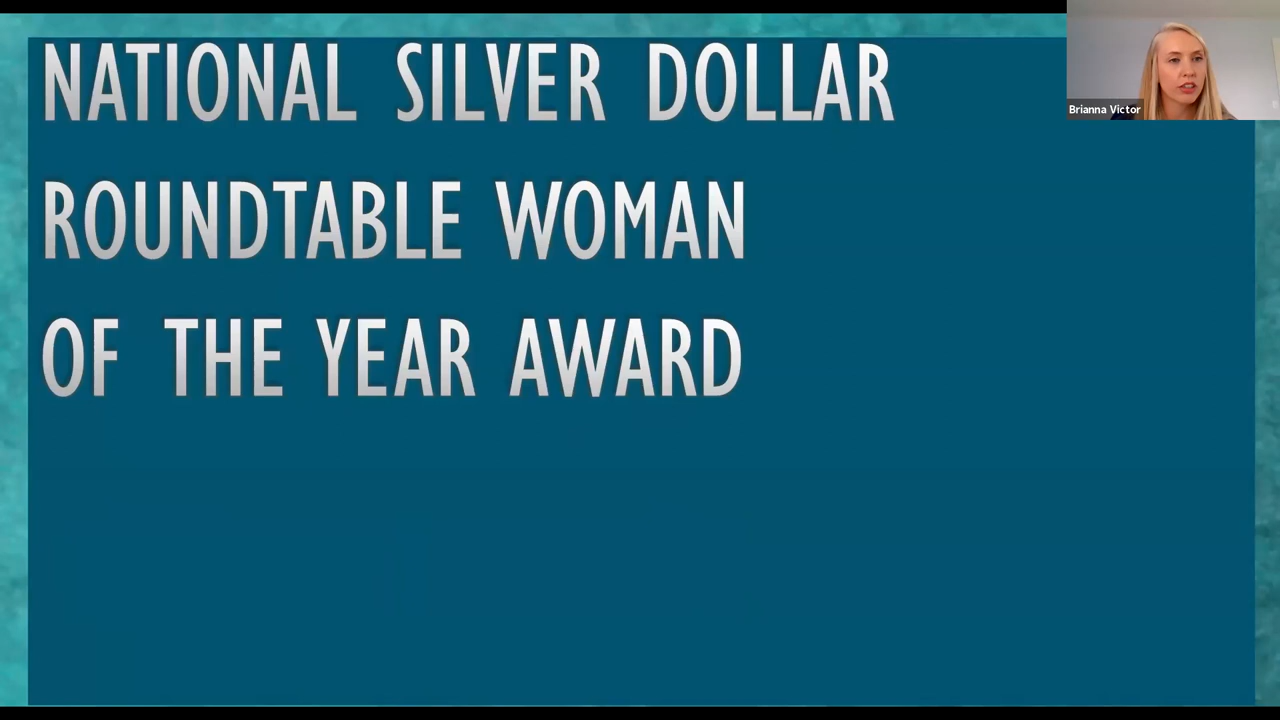 NATIONAL SILVER DOLLAR
ROUNDTABLE WOMAN
OF THE YEAR AWARD
Brianna Victor